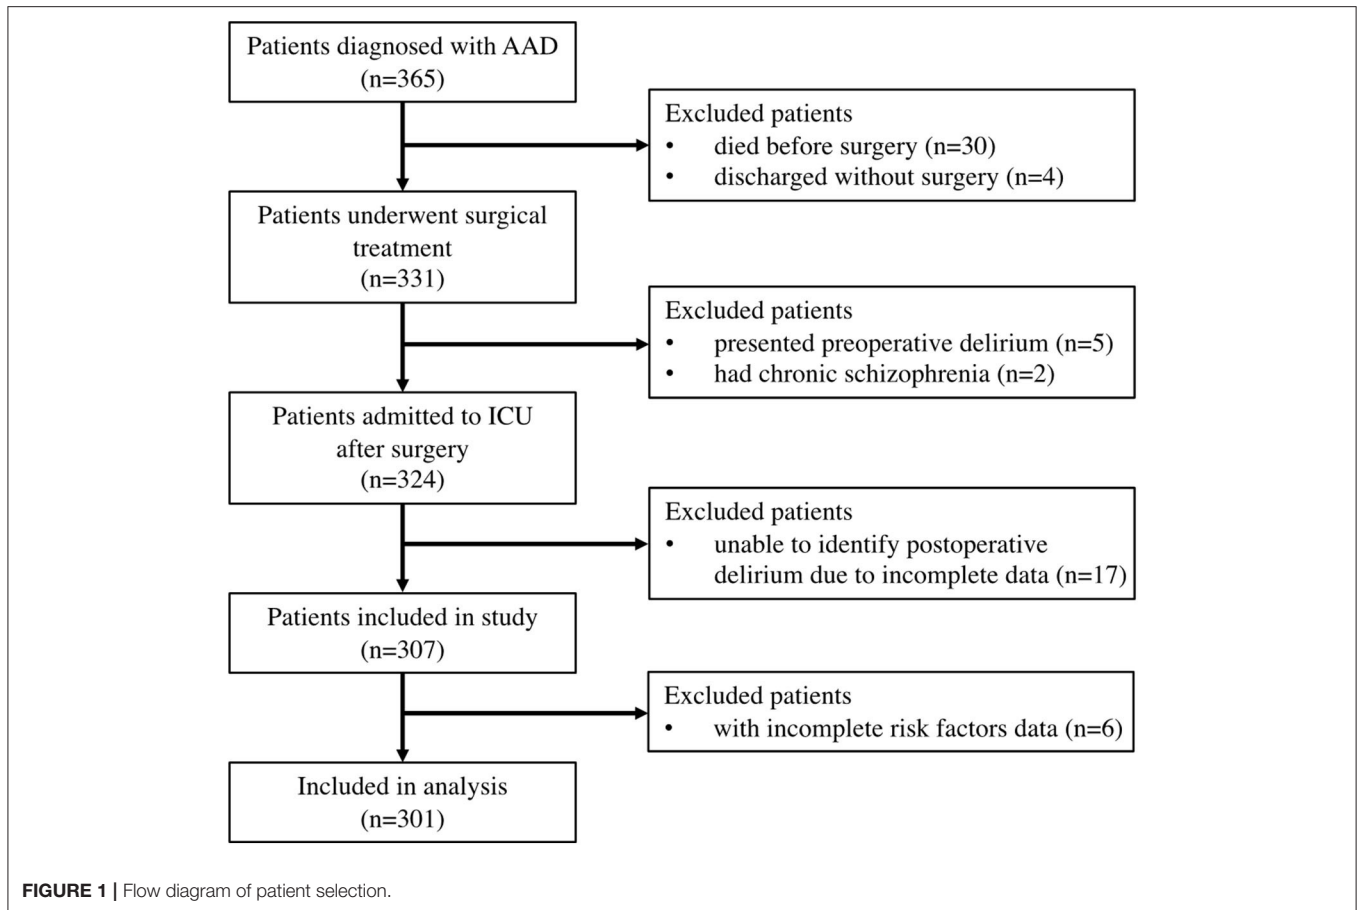 Patients diagnosed with AAD
(n=365)
Excluded patients
• died before surgery (n=30)
• discharged without surgery (n=4)
Patients underwent surgical
treatment
(n=331)
Excluded patients
• presented preoperative delirium (n=5)
• had chronic schizophrenia (n=2)
Patients admitted to ICU
after surgery
(n=324)
Excluded patients
• unable to identify postoperative
delirium due to incomplete data (n=17)
Patients included in study
(n=307)
Excluded patients
• with incomplete risk factors data (n=6)
Included in analysis
(n=301)
FIGURE 1 | Flow diagram of patient selection.